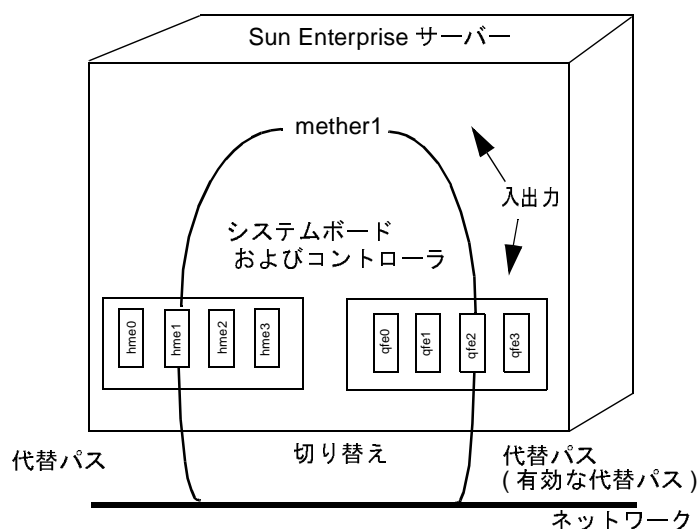 Sun Enterprise サーバー
mether1
入出力
システムボード
およびコントローラ
hme0
hme1
hme2
hme3
qfe0
qfe1
qfe2
qfe3
代替パス
切り替え
代替パス
( 有効な代替パス )
ネットワーク